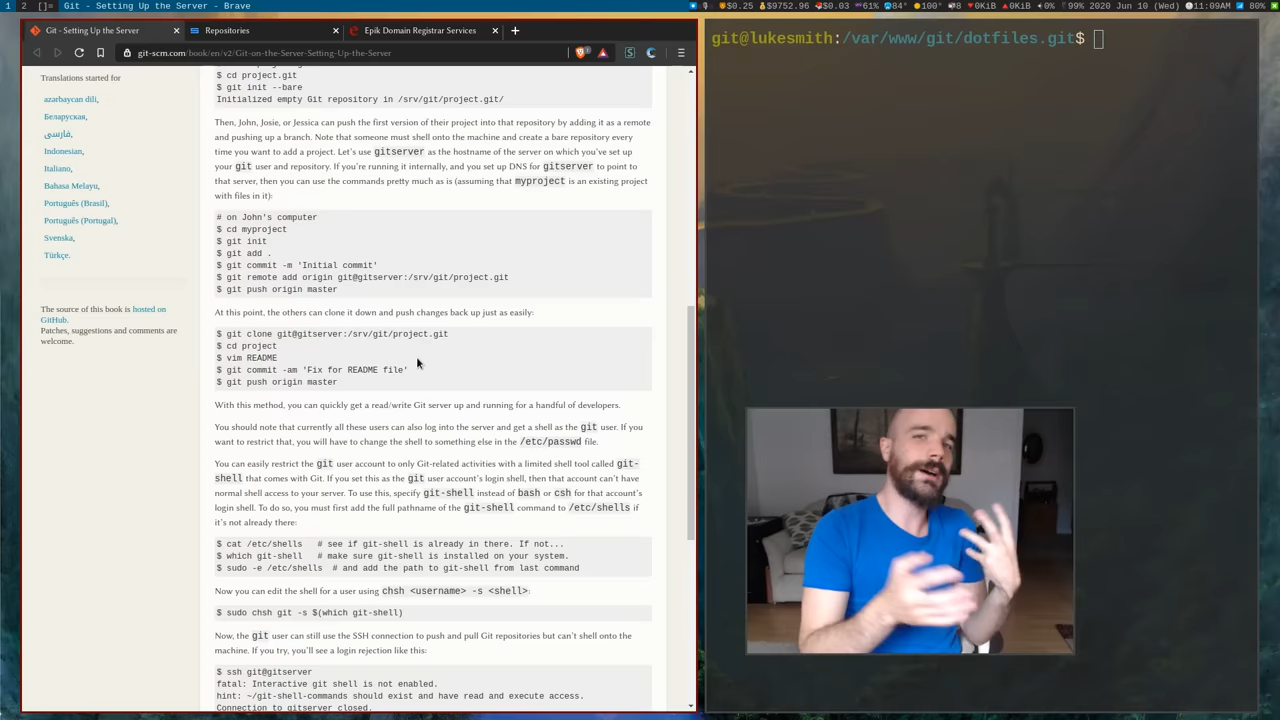 1 2 []= Git - Setting Up the Server - Brave
$0.25 $9752.96 $0.03 61% 84° 100° 8 0KiB 0KiB 0% 99% 2020 Jun 10 (Wed) 11:09AM 80%
Git - Setting Up the Server
Repositories
Epik Domain Registrar Services
git-scm.com/book/en/v2/Git-on-the-Server-Setting-Up-the-Server
Translations started for
azərbaycan dili,
Беларуская,
فارسی,
Indonesian,
Italiano,
Bahasa Melayu,
Português (Brasil),
Português (Portugal),
Svenska,
Türkçe.
The source of this book is hosted on
GitHub.
Patches, suggestions and comments are
welcome.
$ cd project.git
$ git init --bare
Initialized empty Git repository in /srv/git/project.git/
Then, John, Josie, or Jessica can push the first version of their project into that repository by adding it as a remote
and pushing up a branch. Note that someone must shell onto the machine and create a bare repository every
time you want to add a project. Let's use gitserver as the hostname of the server on which you've set up
your git user and repository. If you're running it internally, and you set up DNS for gitserver to point to
that server, then you can use the commands pretty much as is (assuming that myproject is an existing project
with files in it):
# on John's computer
$ cd myproject
$ git init
$ git add .
$ git commit -m 'Initial commit'
$ git remote add origin git@gitserver:/srv/git/project.git
$ git push origin master
At this point, the others can clone it down and push changes back up just as easily:
$ git clone git@gitserver:/srv/git/project.git
$ cd project
$ vim README
$ git commit -am 'Fix for README file'
$ git push origin master
With this method, you can quickly get a read/write Git server up and running for a handful of developers.
You should note that currently all these users can also log into the server and get a shell as the git user. If you
want to restrict that, you will have to change the shell to something else in the /etc/passwd file.
You can easily restrict the git user account to only Git-related activities with a limited shell tool called git-
shell that comes with Git. If you set this as the git user account's login shell, then that account can't have
normal shell access to your server. To use this, specify git-shell instead of bash or csh for that account's
login shell. To do so, you must first add the full pathname of the git-shell command to /etc/shells if
it's not already there:
$ cat /etc/shells # see if git-shell is already in there. If not...
$ which git-shell # make sure git-shell is installed on your system.
$ sudo -e /etc/shells # and add the path to git-shell from last command
Now you can edit the shell for a user using chsh <username> -s <shell>:
$ sudo chsh git -s $(which git-shell)
Now, the git user can still use the SSH connection to push and pull Git repositories but can't shell onto the
machine. If you try, you'll see a login rejection like this:
$ ssh git@gitserver
fatal: Interactive git shell is not enabled.
hint: ~/git-shell-commands should exist and have read and execute access.
Connection to gitserver closed.
git@lukesmith:/var/www/git/dotfiles.git$